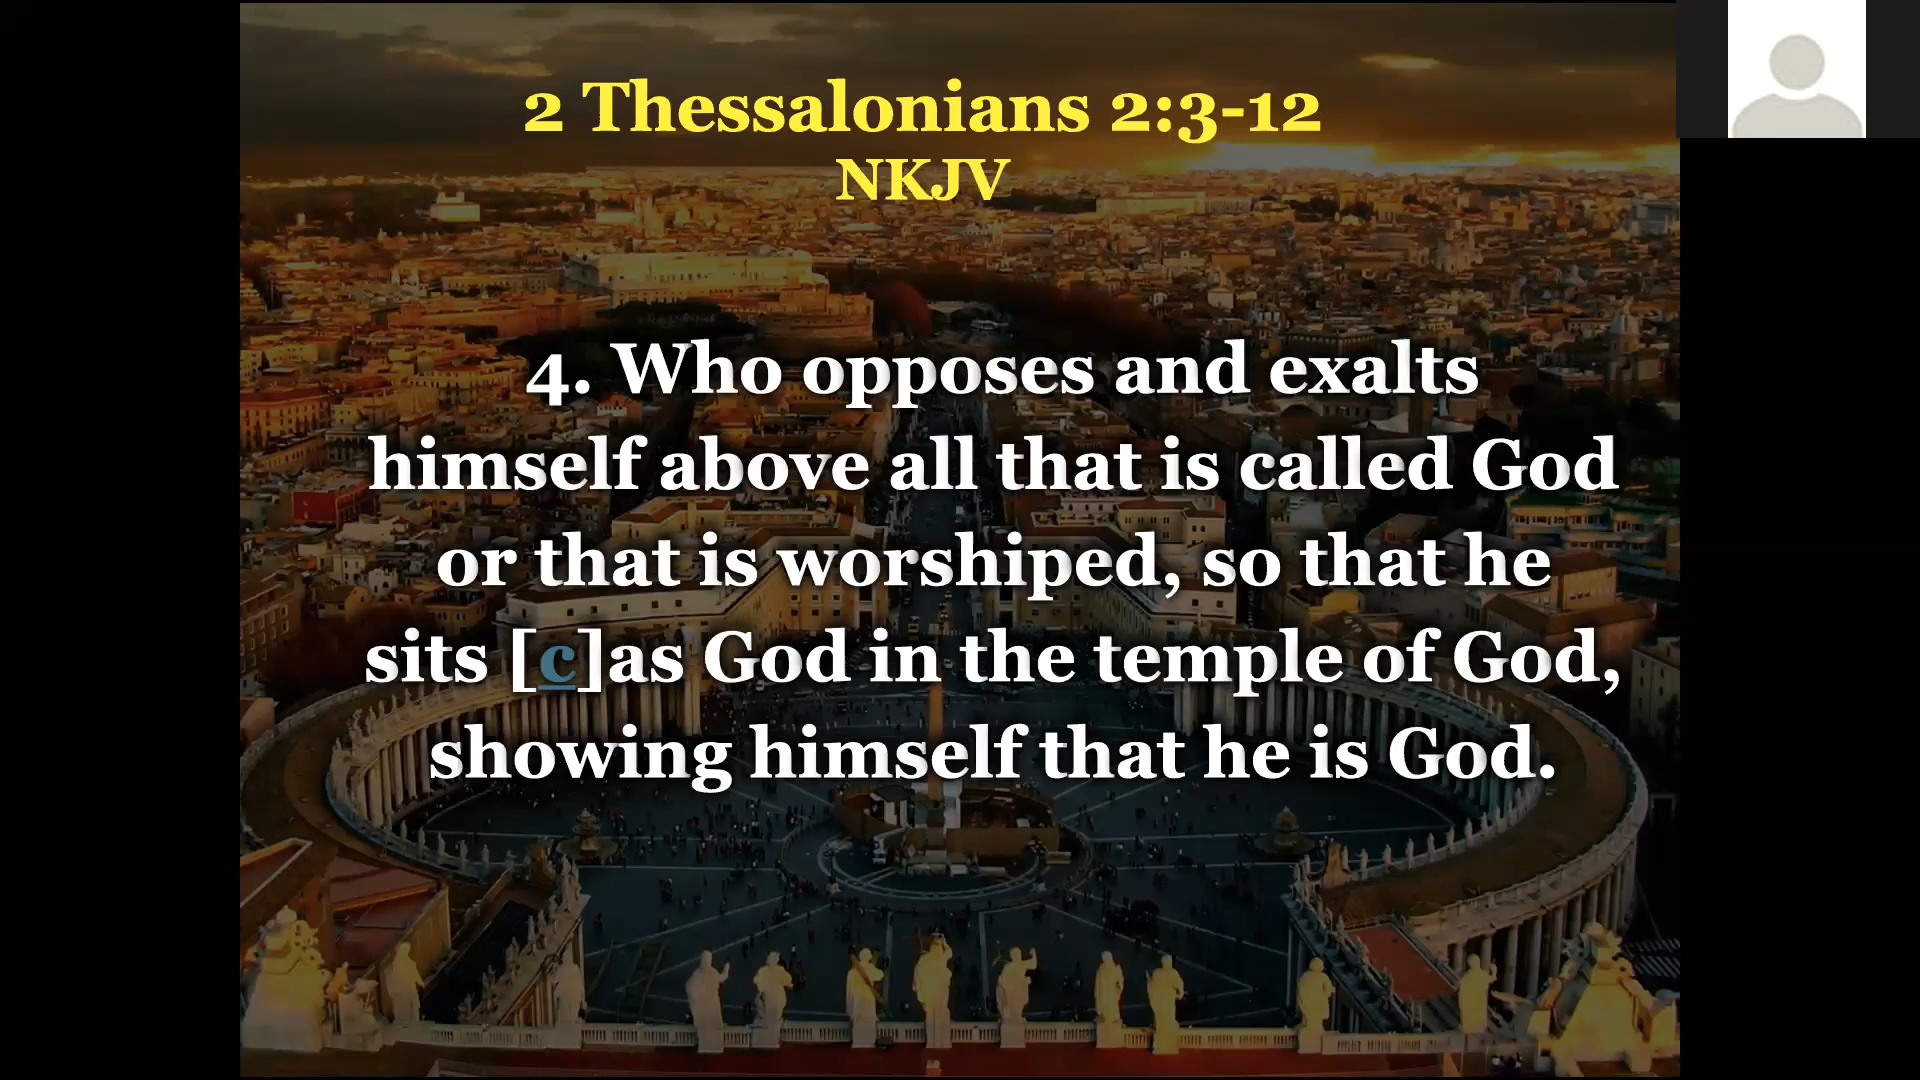 2 Thessalonians 2:3-12
NKJV
4. Who opposes and exalts
himself above all that is called God
or that is worshiped, so that he
sits [c]as God in the temple of God,
showing himself that he is God.